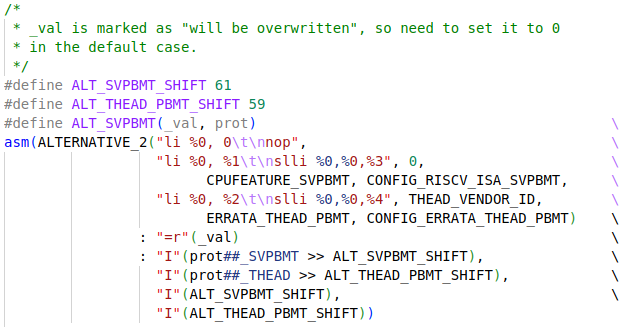 /*
 * _val is marked as "will be overwritten", so need to set it to 0
 * in the default case.
 */
#define ALT_SVPBMT_SHIFT 61
#define ALT_THEAD_PBMT_SHIFT 59
#define ALT_SVPBMT(_val, prot) \
asm(ALTERNATIVE_2("li %0, 0\t\nnop", \
"li %0, %1\t\nslli %0,%0,%3", 0, \
CPUFEATURE_SVPBMT, CONFIG_RISCV_ISA_SVPBMT, \
"li %0, %2\t\nslli %0,%0,%4", THEAD_VENDOR_ID, \
ERRATA_THEAD_PBMT, CONFIG_ERRATA_THEAD_PBMT) \
: "=r"(_val) \
: "I"(prot##_SVPBMT >> ALT_SVPBMT_SHIFT), \
"I"(prot##_THEAD >> ALT_THEAD_PBMT_SHIFT), \
"I"(ALT_SVPBMT_SHIFT), \
"I"(ALT_THEAD_PBMT_SHIFT))